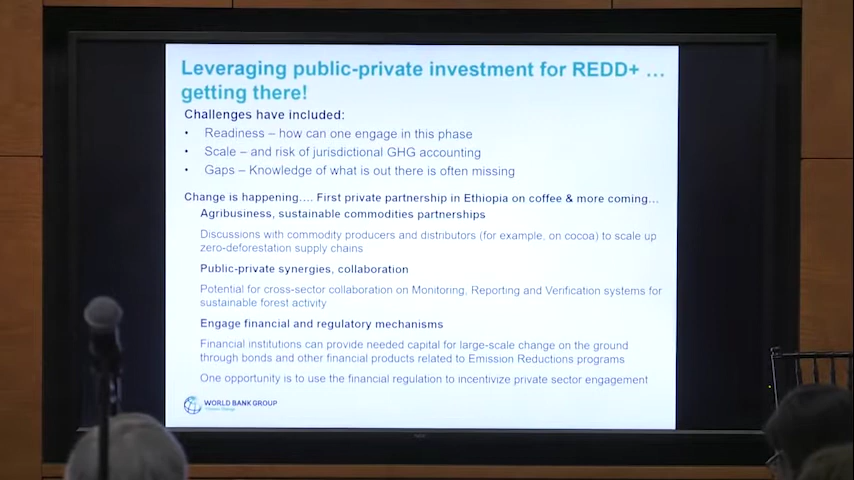 Leveraging public-private investment for REDD+ …
getting there!
Challenges have included:
• Readiness – how can one engage in this phase
• Scale – and risk of jurisdictional GHG accounting
• Gaps – Knowledge of what is out there is often missing
Change is happening…. First private partnership in Ethiopia on coffee & more coming…
Agribusiness, sustainable commodities partnerships
Discussions with commodity producers and distributors (for example, on cocoa) to scale up
zero-deforestation supply chains
Public-private synergies, collaboration
Potential for cross-sector collaboration on Monitoring, Reporting and Verification systems for
sustainable forest activity
Engage financial and regulatory mechanisms
Financial institutions can provide needed capital for large-scale change on the ground
through bonds and other financial products related to Emission Reductions programs
One opportunity is to use the financial regulation to incentivize private sector engagement
WORLD BANK GROUP